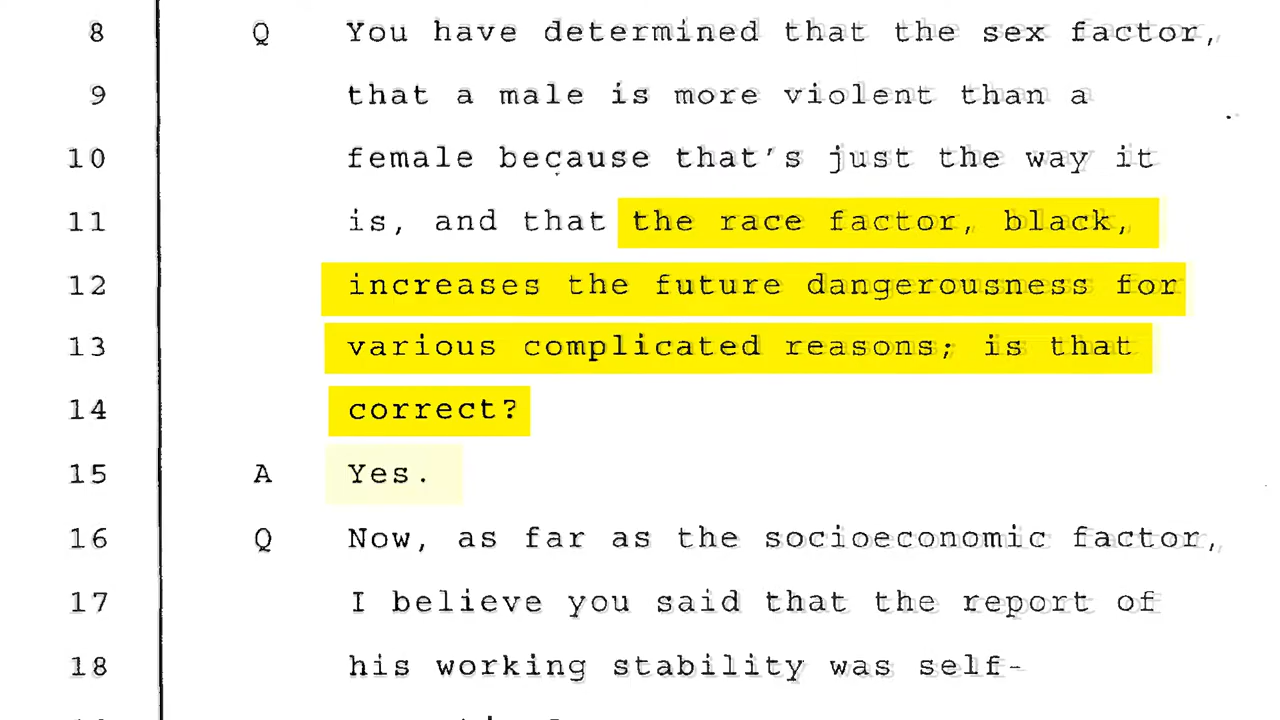 8 Q You have determined that the sex factor,
9 that a male is more violent than a
10 female because that's just the way it
11 is, and that the race factor, black,
12 increases the future dangerousness for
13 various complicated reasons; is that
14 correct?
15 A Yes.
16 Q Now, as far as the socioeconomic factor,
17 I believe you said that the report of
18 his working stability was self-